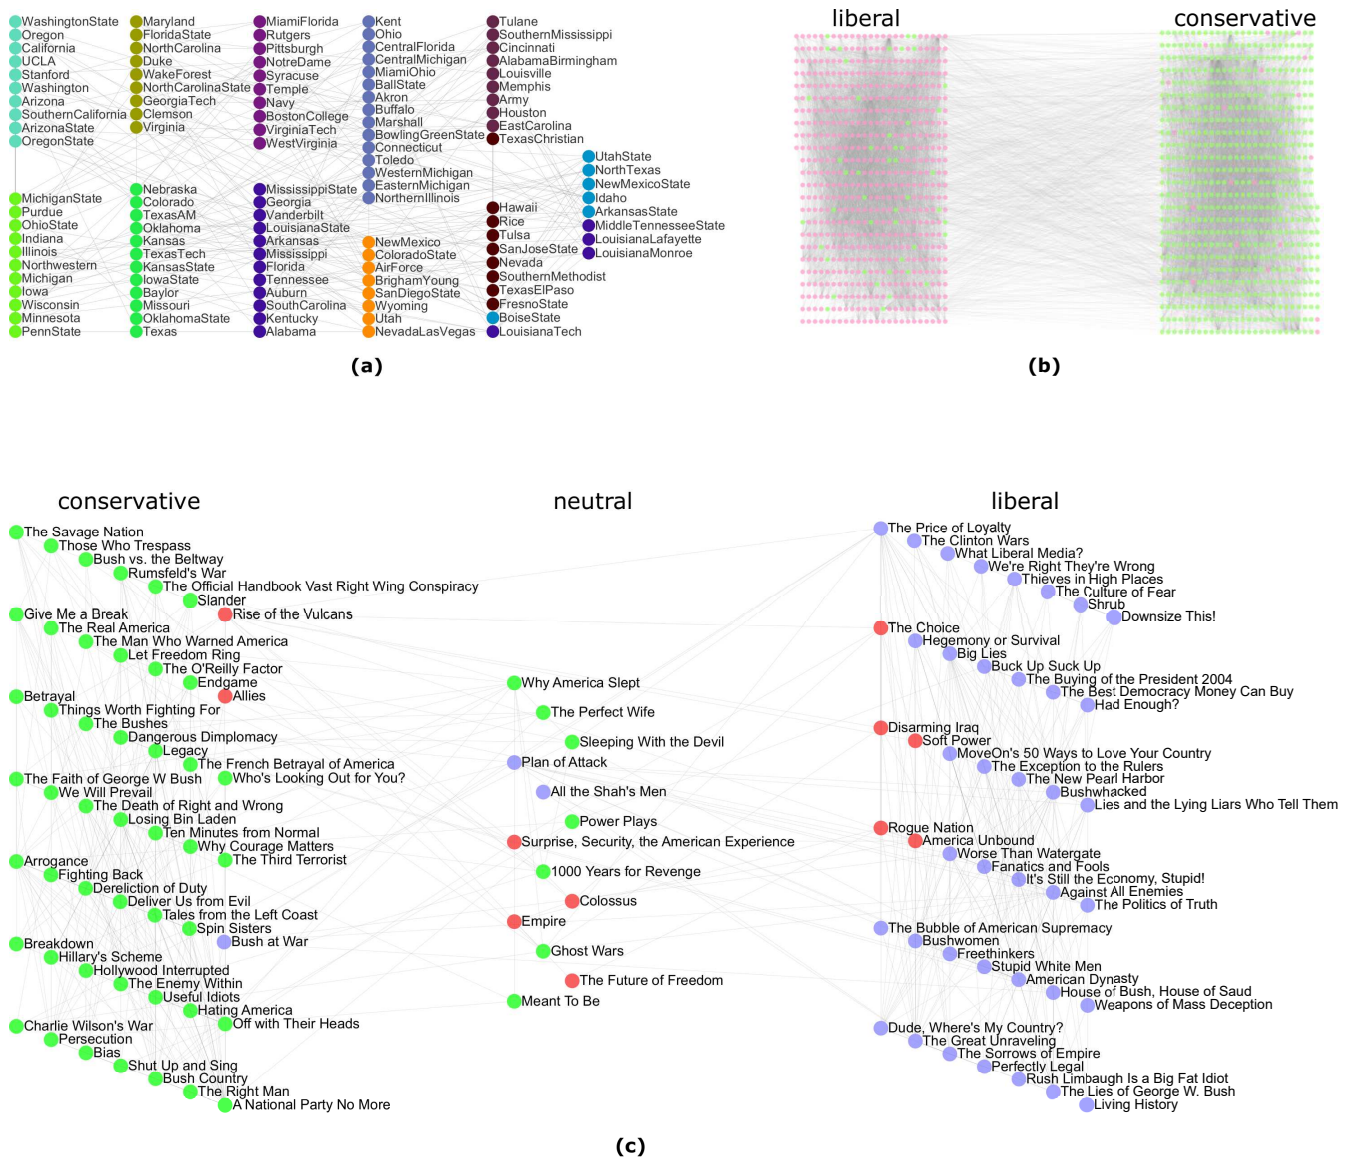 WashingtonState
Oregon
California
UCLA
Stanford
Washington
Arizona
SouthernCalifornia
ArizonaState
OregonState
MichiganState
Purdue
OhioState
Indiana
Illinois
Northwestern
Michigan
Iowa
Wisconsin
Minnesota
PennState
Maryland
FloridaState
NorthCarolina
Duke
WakeForest
NorthCarolinaState
GeorgiaTech
Clemson
Virginia
Nebraska
Colorado
TexasAM
Oklahoma
Kansas
TexasTech
KansasState
IowaState
Baylor
Missouri
OklahomaState
Texas
MiamiFlorida
Rutgers
Pittsburgh
NotreDame
Syracuse
Temple
Navy
BostonCollege
VirginiaTech
WestVirginia
MississippiState
Georgia
Vanderbilt
LouisianaState
Arkansas
Mississippi
Florida
Tennessee
Auburn
SouthCarolina
Kentucky
Alabama
Kent
Ohio
CentralFlorida
CentralMichigan
MiamiOhio
BallState
Akron
Buffalo
Marshall
BowlingGreenState
Connecticut
Toledo
WesternMichigan
EasternMichigan
NorthernIllinois
NewMexico
ColoradoState
AirForce
BrighamYoung
SanDiegoState
Wyoming
Utah
NevadaLasVegas
Tulane
SouthernMississippi
Cincinnati
AlabamaBirmingham
Louisville
Memphis
Army
Houston
EastCarolina
TexasChristian
Hawaii
Rice
Tulsa
SanJoseState
Nevada
SouthernMethodist
TexasElPaso
FresnoState
BoiseState
LouisianaTech
UtahState
NorthTexas
NewMexicoState
Idaho
ArkansasState
MiddleTennesseeState
LouisianaLafayette
LouisianaMonroe
(a)
liberal
conservative
(b)
conservative
The Savage Nation
Those Who Trespass
Bush vs. the Beltway
Rumsfeld's War
The Official Handbook Vast Right Wing Conspiracy
Slander
Rise of the Vulcans
Give Me a Break
The Real America
The Man Who Warned America
Let Freedom Ring
The O'Reilly Factor
Endgame
Allies
Betrayal
Things Worth Fighting For
The Bushes
Dangerous Dimplomacy
Legacy
The French Betrayal of America
Who's Looking Out for You?
The Faith of George W Bush
We Will Prevail
The Death of Right and Wrong
Losing Bin Laden
Ten Minutes from Normal
Why Courage Matters
The Third Terrorist
Arrogance
Fighting Back
Dereliction of Duty
Deliver Us from Evil
Tales from the Left Coast
Spin Sisters
Bush at War
Breakdown
Hillary's Scheme
Hollywood Interrupted
The Enemy Within
Useful Idiots
Hating America
Off with Their Heads
Charlie Wilson's War
Persecution
Bias
Shut Up and Sing
Bush Country
The Right Man
A National Party No More
neutral
Why America Slept
The Perfect Wife
Sleeping With the Devil
Plan of Attack
All the Shah's Men
Power Plays
Surprise, Security, the American Experience
1000 Years for Revenge
Colossus
Empire
Ghost Wars
The Future of Freedom
Meant To Be
liberal
The Price of Loyalty
The Clinton Wars
What Liberal Media?
We're Right They're Wrong
Thieves in High Places
The Culture of Fear
Shrub
Downsize This!
The Choice
Hegemony or Survival
Big Lies
Buck Up Suck Up
The Buying of the President 2004
The Best Democracy Money Can Buy
Had Enough?
Disarming Iraq
Soft Power
MoveOn's 50 Ways to Love Your Country
The Exception to the Rulers
The New Pearl Harbor
Bushwhacked
Lies and the Lying Liars Who Tell Them
Rogue Nation
America Unbound
Worse Than Watergate
Fanatics and Fools
It's Still the Economy, Stupid!
Against All Enemies
The Politics of Truth
The Bubble of American Supremacy
Bushwomen
Freethinkers
Stupid White Men
American Dynasty
House of Bush, House of Saud
Weapons of Mass Deception
Dude, Where's My Country?
The Great Unraveling
The Sorrows of Empire
Perfectly Legal
Rush Limbaugh Is a Big Fat Idiot
The Lies of George W. Bush
Living History
(c)